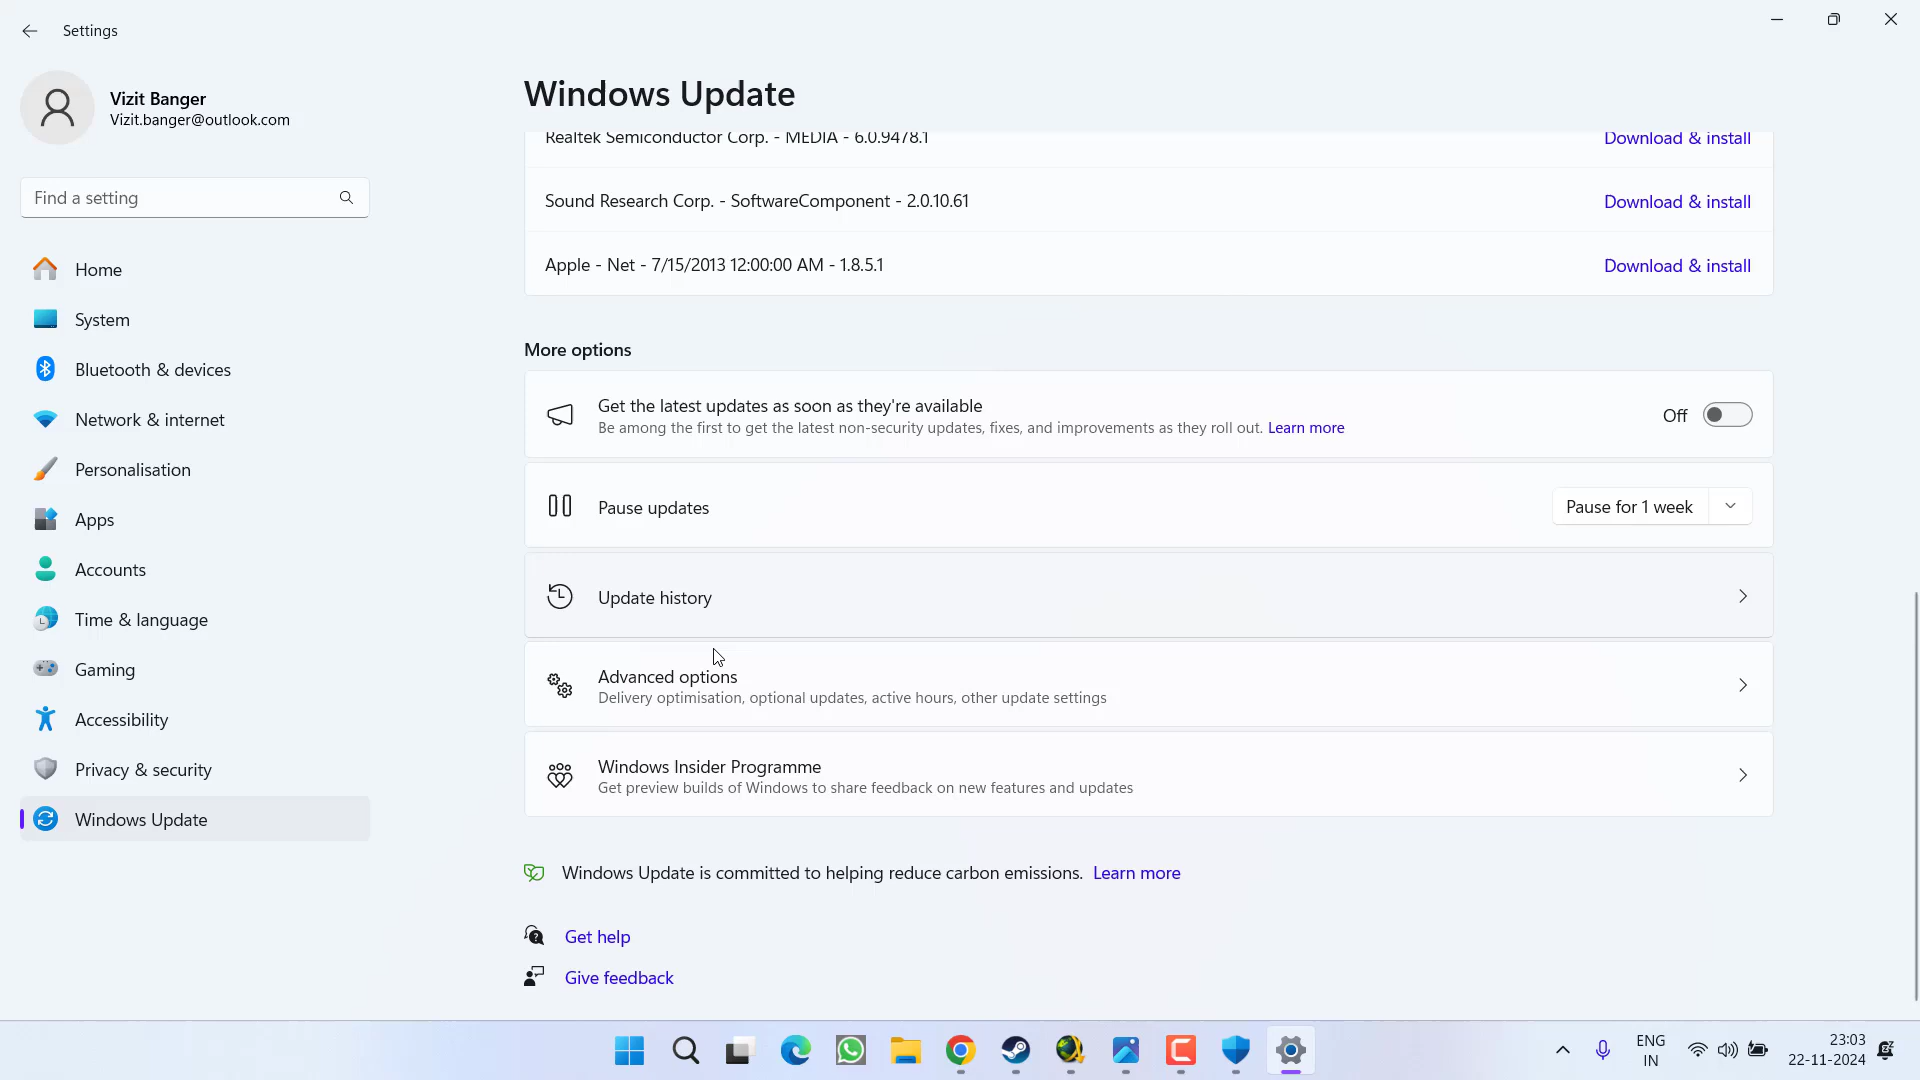 Settings
Vizit Banger
Vizit.banger@outlook.com
Find a setting
Home
System
Bluetooth & devices
Network & internet
Personalisation
Apps
Accounts
Time & language
Gaming
Accessibility
Privacy & security
Windows Update
Windows Update
Realtek Semiconductor Corp. - MEDIA - 6.0.9478.1 Download & install
Sound Research Corp. - SoftwareComponent - 2.0.10.61 Download & install
Apple - Net - 7/15/2013 12:00:00 AM - 1.8.5.1 Download & install
More options
Get the latest updates as soon as they're available
Be among the first to get the latest non-security updates, fixes, and improvements as they roll out. Learn more
Off
Pause updates
Pause for 1 week
Update history
Advanced options
Delivery optimisation, optional updates, active hours, other update settings
Windows Insider Programme
Get preview builds of Windows to share feedback on new features and updates
Windows Update is committed to helping reduce carbon emissions. Learn more
Get help
Give feedback
ENG
IN
23:03
22-11-2024